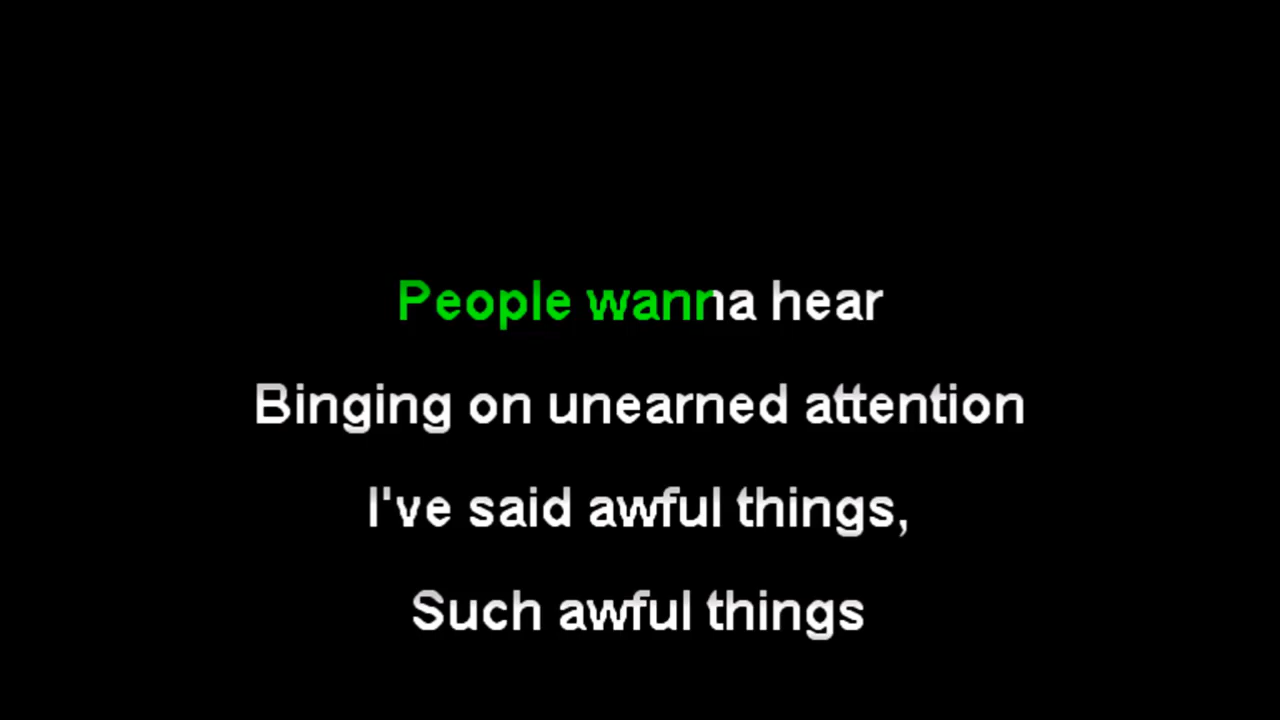 People wanna hear
Binging on unearned attention
I've said awful things,
Such awful things